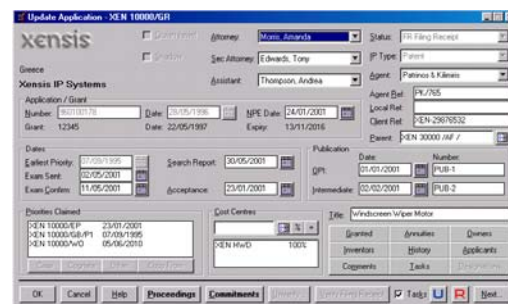 Update Application - XEN 10000/GR
xensis
Greece
Xensis IP Systems
Shadow
Attorney: Morris, Amanda
Sec Attorney: Edwards, Tony
Assistant: Thompson, Andrea
Status: FR Filing Receipt
IP Type: Patent
Agent: Patrinos & Kilimiris
Agent Ref: PK/765
Local Ref:
Client Ref: XEN-29876532
Parent: XEN 30000 /AF /
Application / Grant
Number: 960100178 Date: 28/05/1996 NPE Date: 24/01/2001
Grant: 12345 Date: 22/05/1997 Expiry: 13/11/2016
Dates
Earliest Priority: 07/09/1995 Search Report: 30/05/2001
Exam Sent: 02/05/2001
Exam Confirm: 11/05/2001 Acceptance: 23/01/2001
Publication
Date: Number:
OPI: 01/01/2001 PUB-1
Intermediate: 02/02/2001 PUB-2
Priorities Claimed
XEN 10000/EP 23/01/2001
XEN 10000/GB/P1 07/09/1995
XEN 10000/WO 05/06/2010
Cost Centres
XEN HWD 100%
Title: Windscreen Wiper Motor
Granted Annuities Owners
Inventors History Applicants
Comments Tasks Designations
OK Cancel Help Proceedings Commitments Verify Filing Receipt Tasks U R Next...